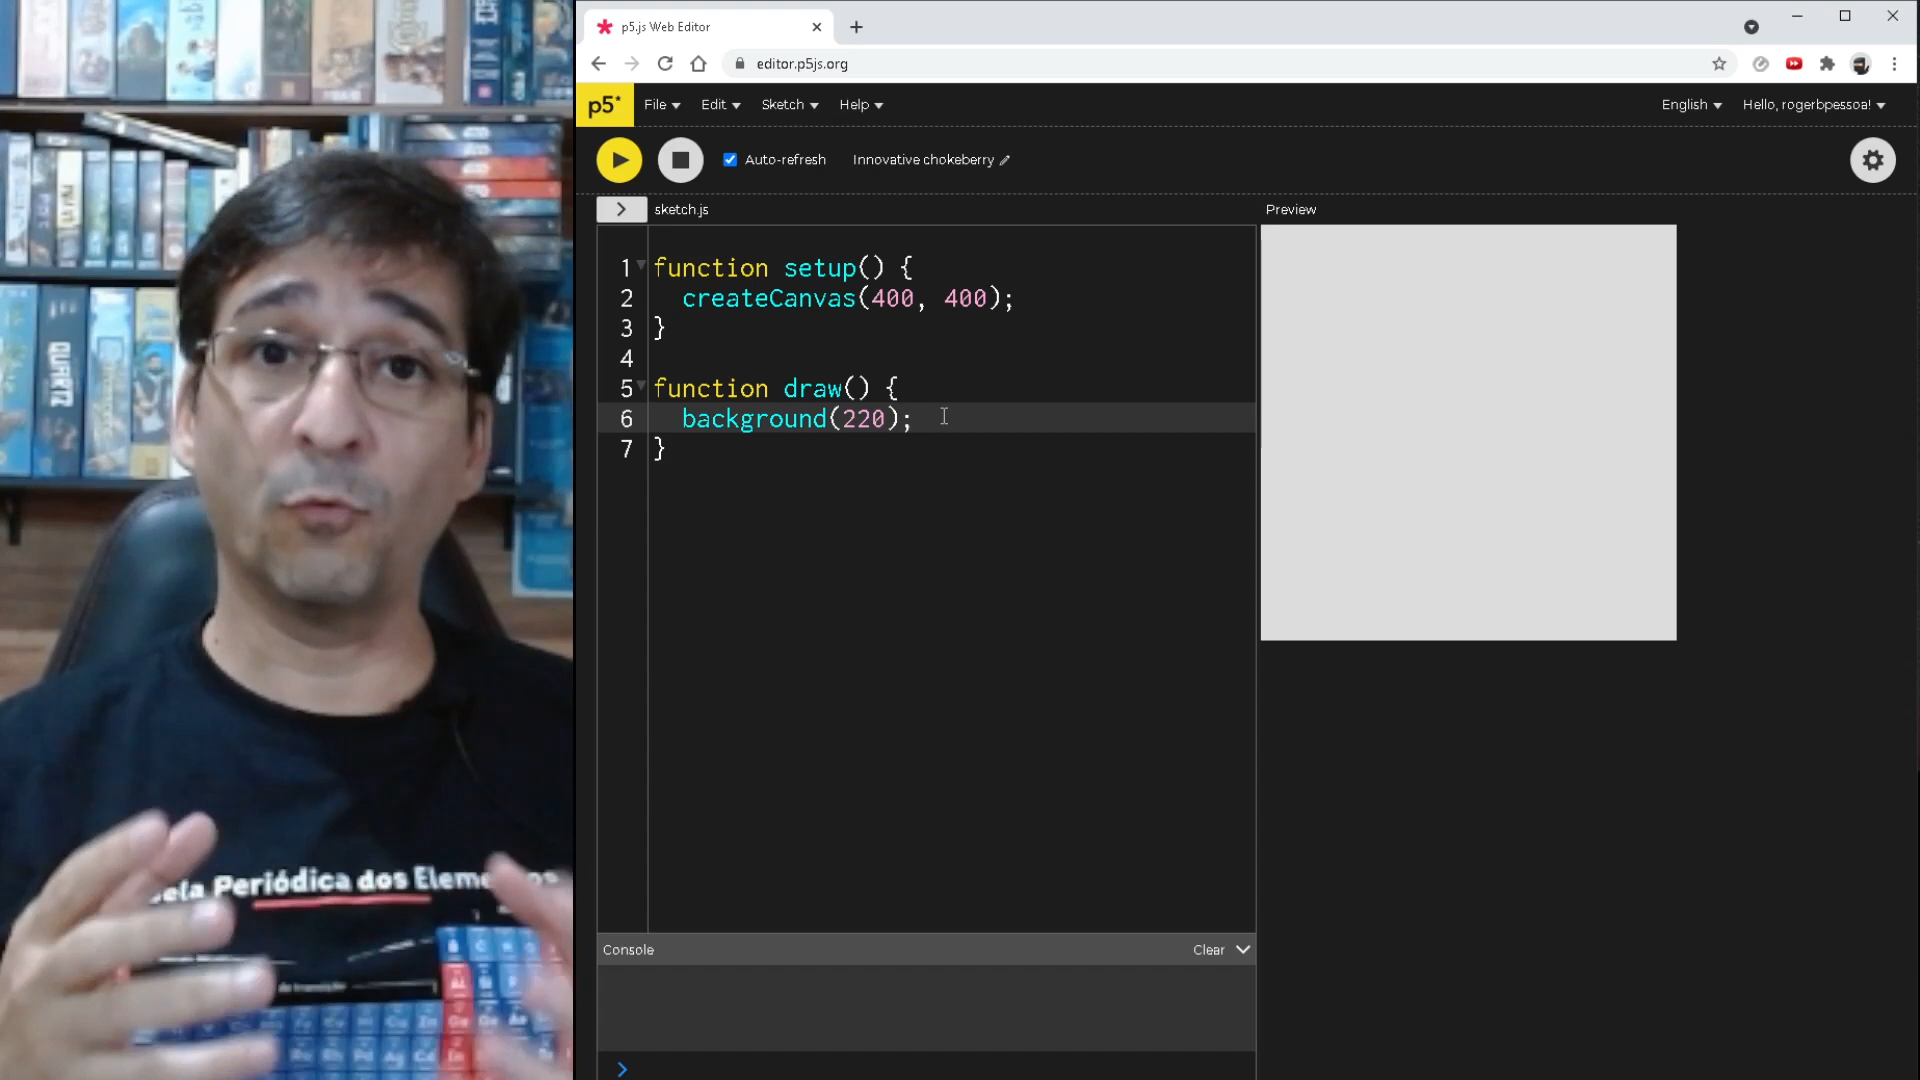 QUARTZ
Periódica dos Elementos
p5.js Web Editor
editor.p5js.org
p5*
File
Edit
Sketch
Help
English
Hello, rogerbpessoa!
Auto-refresh
Innovative chokeberry
>
sketch.js
Preview
1 function setup() {
2 createCanvas(400, 400);
3 }
4
5 function draw() {
6 background(220);
7 }
Console
Clear
>